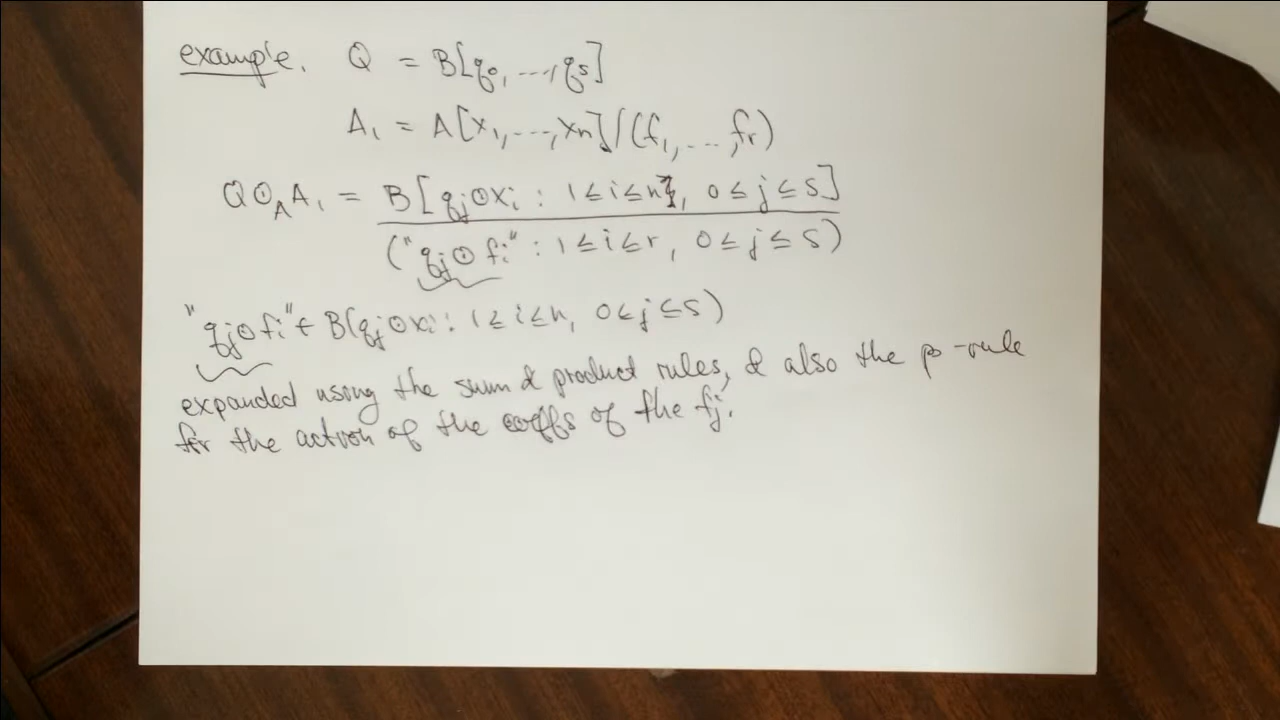 example. Q = B[q₀, ..., qₛ]
A₁ = A[x₁, ..., xₙ]/(f₁, ..., fᵣ)
Q⊙_A A₁ = B[qⱼ⊙xᵢ : 1 ≤ i ≤ n, 0 ≤ j ≤ s]
("qⱼ⊙fᵢ" : 1 ≤ i ≤ r, 0 ≤ j ≤ s)
"qⱼ⊙fᵢ" ∈ B[qⱼ⊙xᵢ : 1 ≤ i ≤ n, 0 ≤ j ≤ s]
expanded using the sum & product rules, & also the β-rule
for the action of the coeffs of the fⱼ.